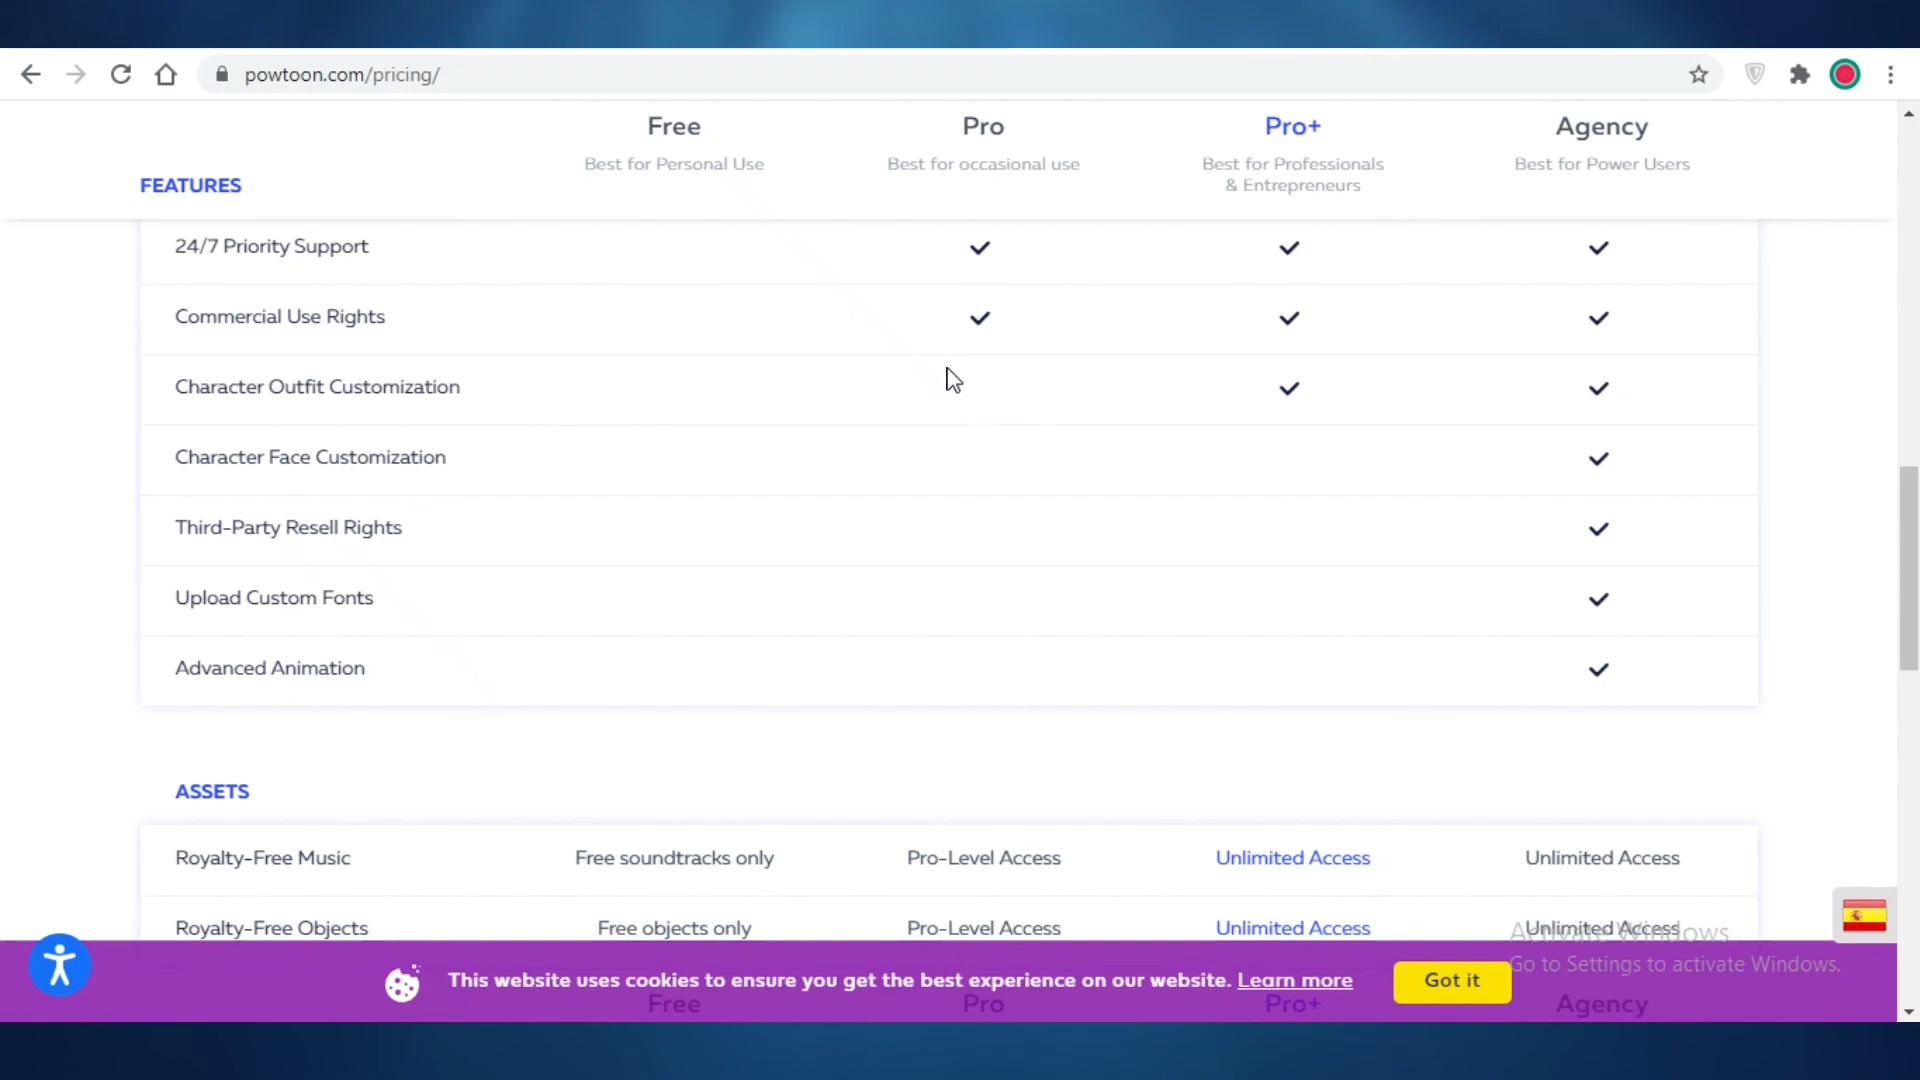 powtoon.com/pricing/
Free Pro Pro+ Agency
Best for Personal Use Best for occasional use Best for Professionals Best for Power Users
& Entrepreneurs
FEATURES
24/7 Priority Support
Commercial Use Rights
Character Outfit Customization
Character Face Customization
Third-Party Resell Rights
Upload Custom Fonts
Advanced Animation
ASSETS
Royalty-Free Music Free soundtracks only Pro-Level Access Unlimited Access Unlimited Access
Royalty-Free Objects Free objects only Pro-Level Access Unlimited Access Unlimited Access
Activate Windows
Go to Settings to activate Windows.
This website uses cookies to ensure you get the best experience on our website. Learn more Got it
Free Pro Pro+ Agency